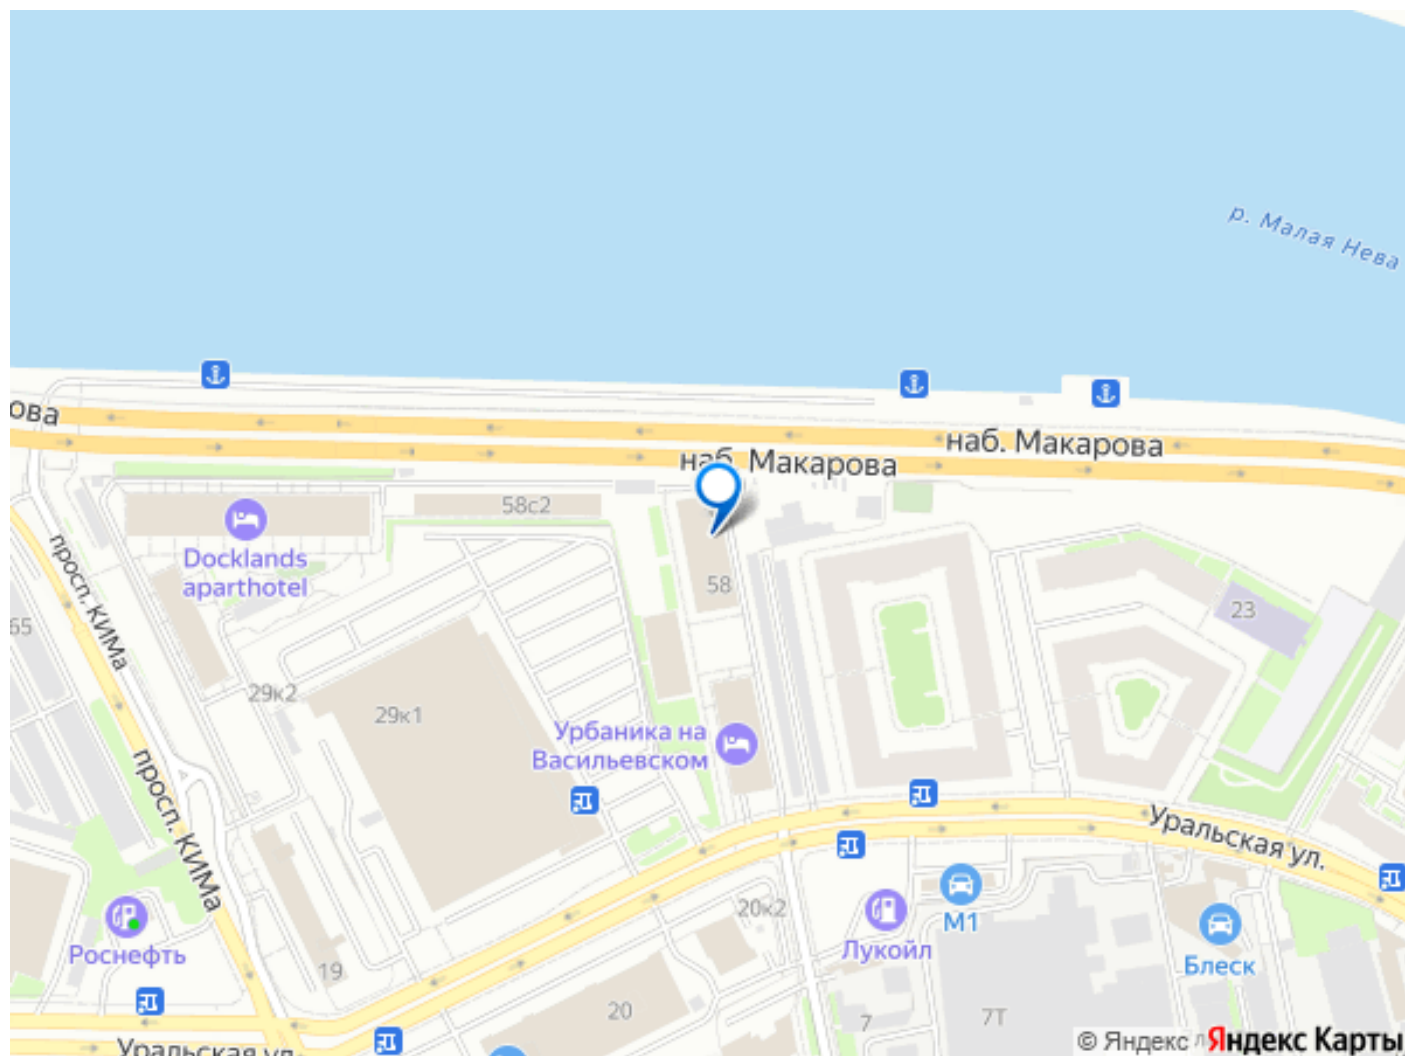 р. Малая Нева
ова
наб. Макарова
наб. Макарова
58с2
Docklands
aparthotel
просп. КИМа
58
65
23
29к2
29к1
Урбаника на
Васильевском
просп. КИМа
Уральская ул.
20к2
М1
Роснефть
Лукойл
Блеск
19
20
7
7Т
Уральская ул.
© Яндекс
Яндекс Карты